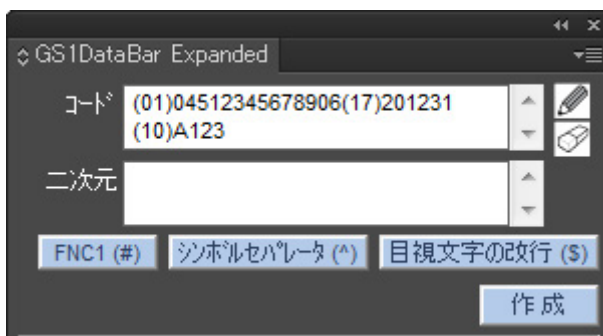 GS1DataBar Expanded
コード
(01)04512345678906(17)201231
(10)A123
二次元
FNC1 (#)
シンボルセパレータ (^)
目視文字の改行 ($)
作成